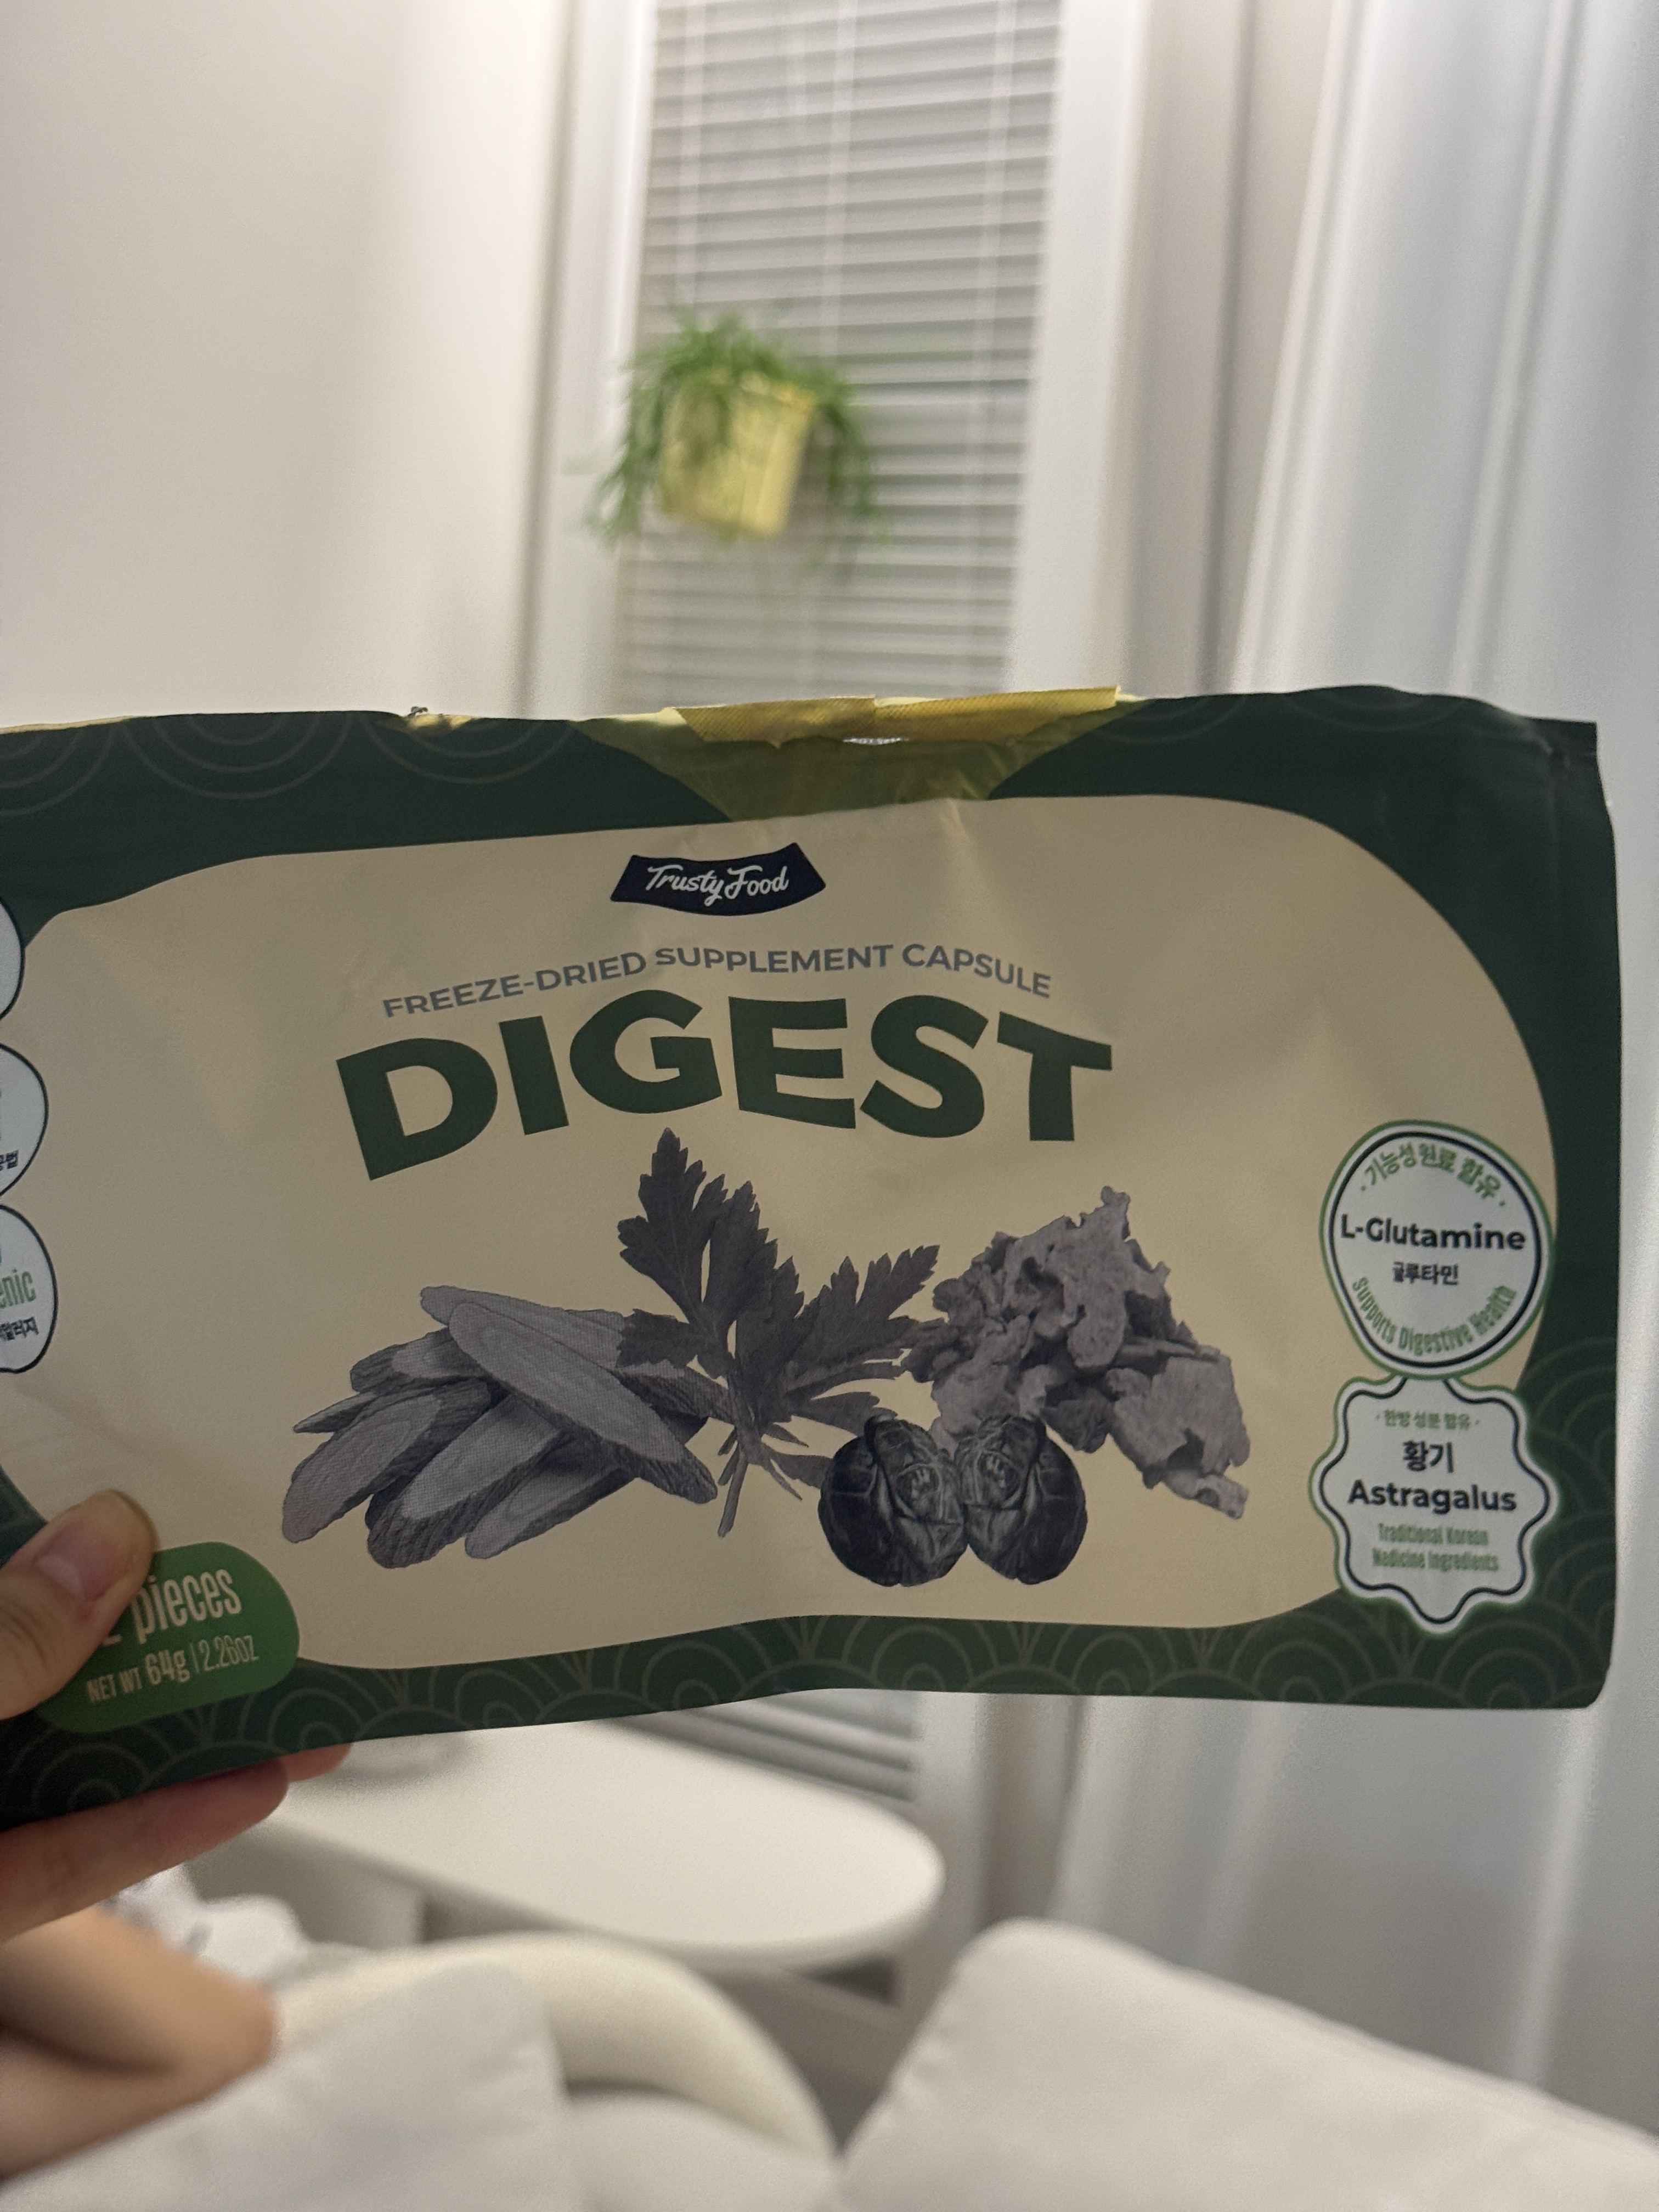 Trusty Food
FREEZE-DRIED SUPPLEMENT CAPSULE
DIGEST
· 기능성원료 함유 ·
L-Glutamine
글루타민
Supports Digestive Health
· 한방 성분 함유 ·
황기
Astragalus
Traditional Korean
Medicine Ingredients
pieces
NET WT 64g | 2.26OZ